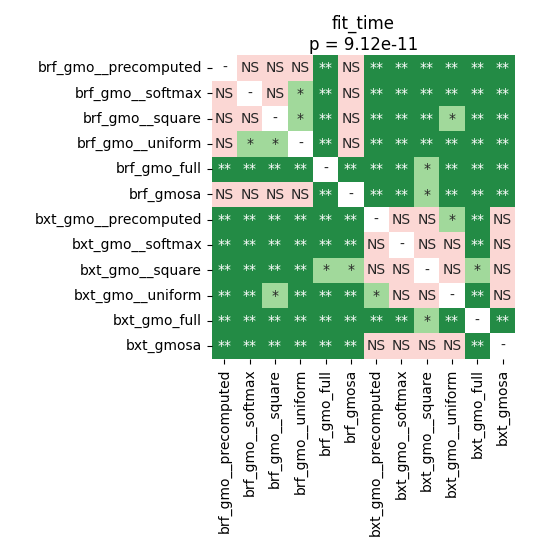 fit_time
p = 9.12e-11
brf_gmo__precomputed - NS NS NS ** NS ** ** ** ** ** **
brf_gmo__softmax NS - NS * ** NS ** ** ** ** ** **
brf_gmo__square NS NS - * ** NS ** ** ** * ** **
brf_gmo__uniform NS * * - ** NS ** ** ** ** ** **
brf_gmo_full ** ** ** ** - ** ** ** * ** ** **
brf_gmosa NS NS NS NS ** - ** ** * ** ** **
bxt_gmo__precomputed ** ** ** ** ** ** - NS NS * ** NS
bxt_gmo__softmax ** ** ** ** ** ** NS - NS NS ** NS
bxt_gmo__square ** ** ** ** * * NS NS - NS * NS
bxt_gmo__uniform ** ** * ** ** ** * NS NS - ** NS
bxt_gmo_full ** ** ** ** ** ** ** ** * ** - **
bxt_gmosa ** ** ** ** ** ** NS NS NS NS ** -
brf_gmo__precomputed
brf_gmo__softmax
brf_gmo__square
brf_gmo__uniform
brf_gmo_full
brf_gmosa
bxt_gmo__precomputed
bxt_gmo__softmax
bxt_gmo__square
bxt_gmo__uniform
bxt_gmo_full
bxt_gmosa